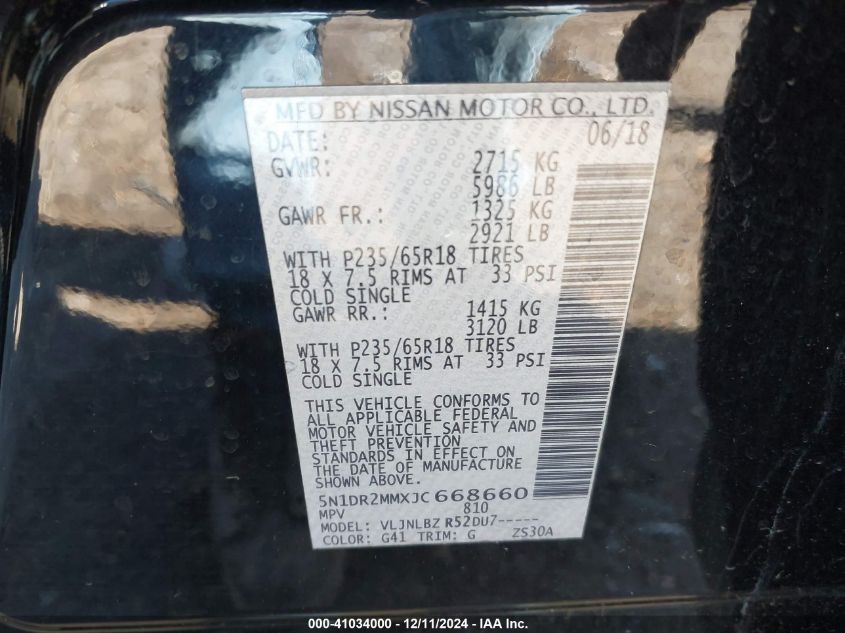 MFD BY NISSAN MOTOR CO., LTD.
DATE: 06/18
GVWR: 2715 KG
5986 LB
GAWR FR.: 1325 KG
2921 LB
WITH P235/65R18 TIRES
18 X 7.5 RIMS AT 33 PSI
COLD SINGLE
GAWR RR.: 1415 KG
3120 LB
WITH P235/65R18 TIRES
18 X 7.5 RIMS AT 33 PSI
COLD SINGLE
THIS VEHICLE CONFORMS TO
ALL APPLICABLE FEDERAL
MOTOR VEHICLE SAFETY AND
THEFT PREVENTION
STANDARDS IN EFFECT ON
THE DATE OF MANUFACTURE
SHOWN ABOVE.
5N1DR2MMXJC 668660
MPV 810
MODEL: VLJNLBZ R52DU7-----
COLOR: G41 TRIM: G ZS30A
000-41034000 - 12/11/2024 - IAA Inc.